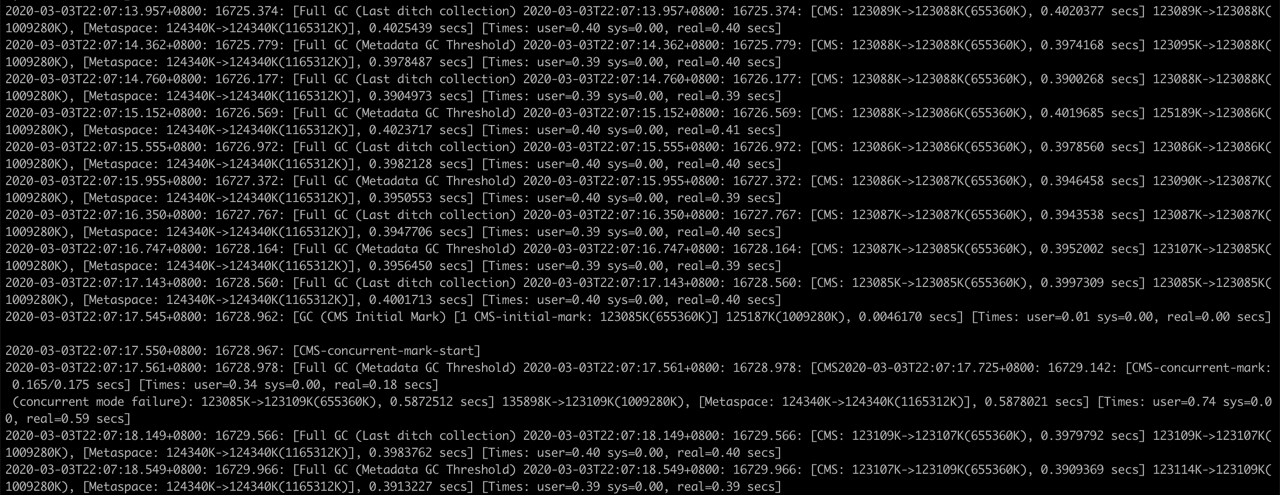 2020-03-03T22:07:13.957+0800: 16725.374: [Full GC (Last ditch collection) 2020-03-03T22:07:13.957+0800: 16725.374: [CMS: 123089K->123088K(655360K), 0.4020377 secs] 123089K->123088K(
1009280K), [Metaspace: 124340K->124340K(1165312K)], 0.4025439 secs] [Times: user=0.40 sys=0.00, real=0.40 secs]
2020-03-03T22:07:14.362+0800: 16725.779: [Full GC (Metadata GC Threshold) 2020-03-03T22:07:14.362+0800: 16725.779: [CMS: 123088K->123088K(655360K), 0.3974168 secs] 123095K->123088K(
1009280K), [Metaspace: 124340K->124340K(1165312K)], 0.3978487 secs] [Times: user=0.39 sys=0.00, real=0.40 secs]
2020-03-03T22:07:14.760+0800: 16726.177: [Full GC (Last ditch collection) 2020-03-03T22:07:14.760+0800: 16726.177: [CMS: 123088K->123088K(655360K), 0.3900268 secs] 123088K->123088K(
1009280K), [Metaspace: 124340K->124340K(1165312K)], 0.3904973 secs] [Times: user=0.39 sys=0.00, real=0.39 secs]
2020-03-03T22:07:15.152+0800: 16726.569: [Full GC (Metadata GC Threshold) 2020-03-03T22:07:15.152+0800: 16726.569: [CMS: 123088K->123086K(655360K), 0.4019685 secs] 125189K->123086K(
1009280K), [Metaspace: 124340K->124340K(1165312K)], 0.4023717 secs] [Times: user=0.40 sys=0.00, real=0.41 secs]
2020-03-03T22:07:15.555+0800: 16726.972: [Full GC (Last ditch collection) 2020-03-03T22:07:15.555+0800: 16726.972: [CMS: 123086K->123086K(655360K), 0.3978560 secs] 123086K->123086K(
1009280K), [Metaspace: 124340K->124340K(1165312K)], 0.3982128 secs] [Times: user=0.40 sys=0.00, real=0.40 secs]
2020-03-03T22:07:15.955+0800: 16727.372: [Full GC (Metadata GC Threshold) 2020-03-03T22:07:15.955+0800: 16727.372: [CMS: 123086K->123087K(655360K), 0.3946458 secs] 123090K->123087K(
1009280K), [Metaspace: 124340K->124340K(1165312K)], 0.3950553 secs] [Times: user=0.40 sys=0.00, real=0.39 secs]
2020-03-03T22:07:16.350+0800: 16727.767: [Full GC (Last ditch collection) 2020-03-03T22:07:16.350+0800: 16727.767: [CMS: 123087K->123087K(655360K), 0.3943538 secs] 123087K->123087K(
1009280K), [Metaspace: 124340K->124340K(1165312K)], 0.3947706 secs] [Times: user=0.39 sys=0.00, real=0.40 secs]
2020-03-03T22:07:16.747+0800: 16728.164: [Full GC (Metadata GC Threshold) 2020-03-03T22:07:16.747+0800: 16728.164: [CMS: 123087K->123085K(655360K), 0.3952002 secs] 123107K->123085K(
1009280K), [Metaspace: 124340K->124340K(1165312K)], 0.3956450 secs] [Times: user=0.39 sys=0.00, real=0.39 secs]
2020-03-03T22:07:17.143+0800: 16728.560: [Full GC (Last ditch collection) 2020-03-03T22:07:17.143+0800: 16728.560: [CMS: 123085K->123085K(655360K), 0.3997309 secs] 123085K->123085K(
1009280K), [Metaspace: 124340K->124340K(1165312K)], 0.4001713 secs] [Times: user=0.40 sys=0.00, real=0.40 secs]
2020-03-03T22:07:17.545+0800: 16728.962: [GC (CMS Initial Mark) [1 CMS-initial-mark: 123085K(655360K)] 125187K(1009280K), 0.0046170 secs] [Times: user=0.01 sys=0.00, real=0.00 secs]
2020-03-03T22:07:17.550+0800: 16728.967: [CMS-concurrent-mark-start]
2020-03-03T22:07:17.561+0800: 16728.978: [Full GC (Metadata GC Threshold) 2020-03-03T22:07:17.561+0800: 16728.978: [CMS2020-03-03T22:07:17.725+0800: 16729.142: [CMS-concurrent-mark:
0.165/0.175 secs] [Times: user=0.34 sys=0.00, real=0.18 secs]
(concurrent mode failure): 123085K->123109K(655360K), 0.5872512 secs] 135898K->123109K(1009280K), [Metaspace: 124340K->124340K(1165312K)], 0.5878021 secs] [Times: user=0.74 sys=0.0
0, real=0.59 secs]
2020-03-03T22:07:18.149+0800: 16729.566: [Full GC (Last ditch collection) 2020-03-03T22:07:18.149+0800: 16729.566: [CMS: 123109K->123107K(655360K), 0.3979792 secs] 123109K->123107K(
1009280K), [Metaspace: 124340K->124340K(1165312K)], 0.3983762 secs] [Times: user=0.40 sys=0.00, real=0.40 secs]
2020-03-03T22:07:18.549+0800: 16729.966: [Full GC (Metadata GC Threshold) 2020-03-03T22:07:18.549+0800: 16729.966: [CMS: 123107K->123109K(655360K), 0.3909369 secs] 123114K->123109K(
1009280K), [Metaspace: 124340K->124340K(1165312K)], 0.3913227 secs] [Times: user=0.39 sys=0.00, real=0.39 secs]